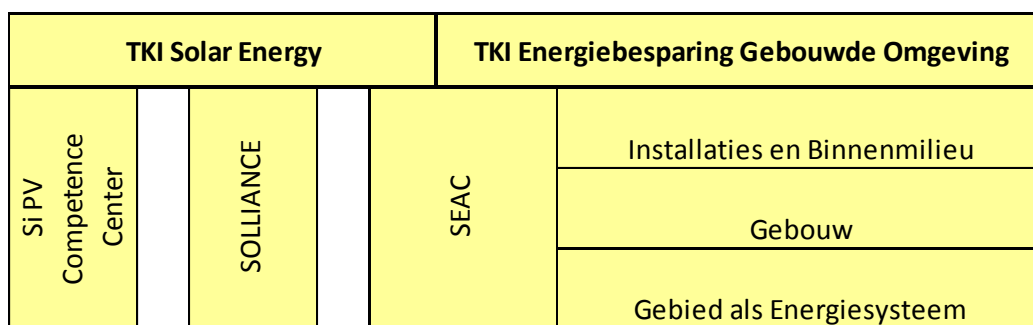 TKI Solar Energy
TKI Energiebesparing Gebouwde Omgeving
Si PV
Competence
Center
SOLLIANCE
SEAC
Installaties en Binnenmilieu
Gebouw
Gebied als Energiesysteem